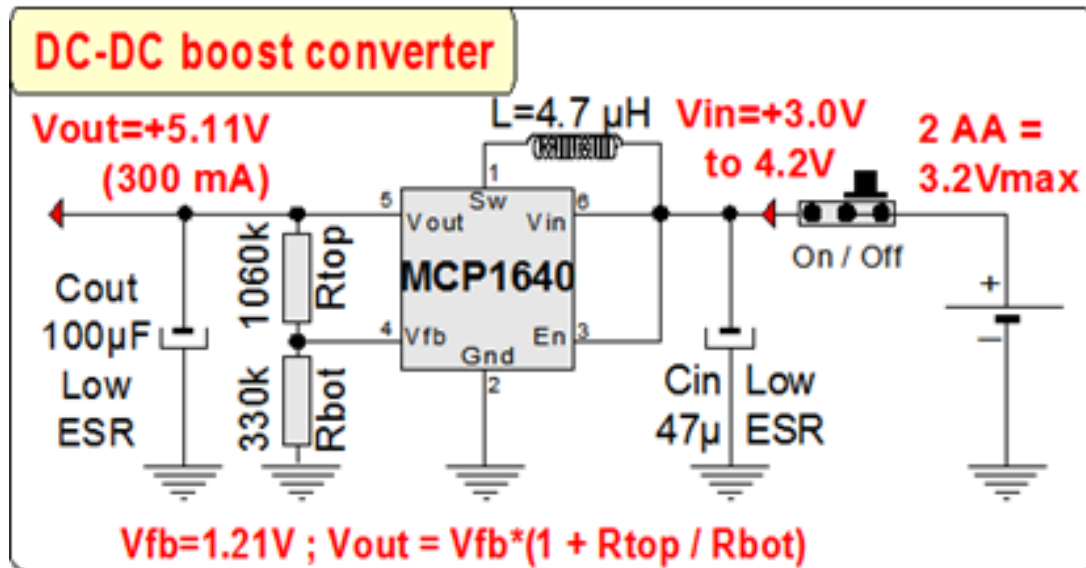 DC-DC boost converter
Vout=+5.11V
(300 mA)
L=4.7 µH
Vin=+3.0V
to 4.2V
2 AA =
3.2Vmax
On / Off
1
Sw
5
Vout
Vin
6
MCP1640
4
Vfb
En
3
Gnd
2
1060k
Rtop
330k
Rbot
Cout
100µF
Low
ESR
Cin
47µ
Low
ESR
+
–
Vfb=1.21V ; Vout = Vfb*(1 + Rtop / Rbot)